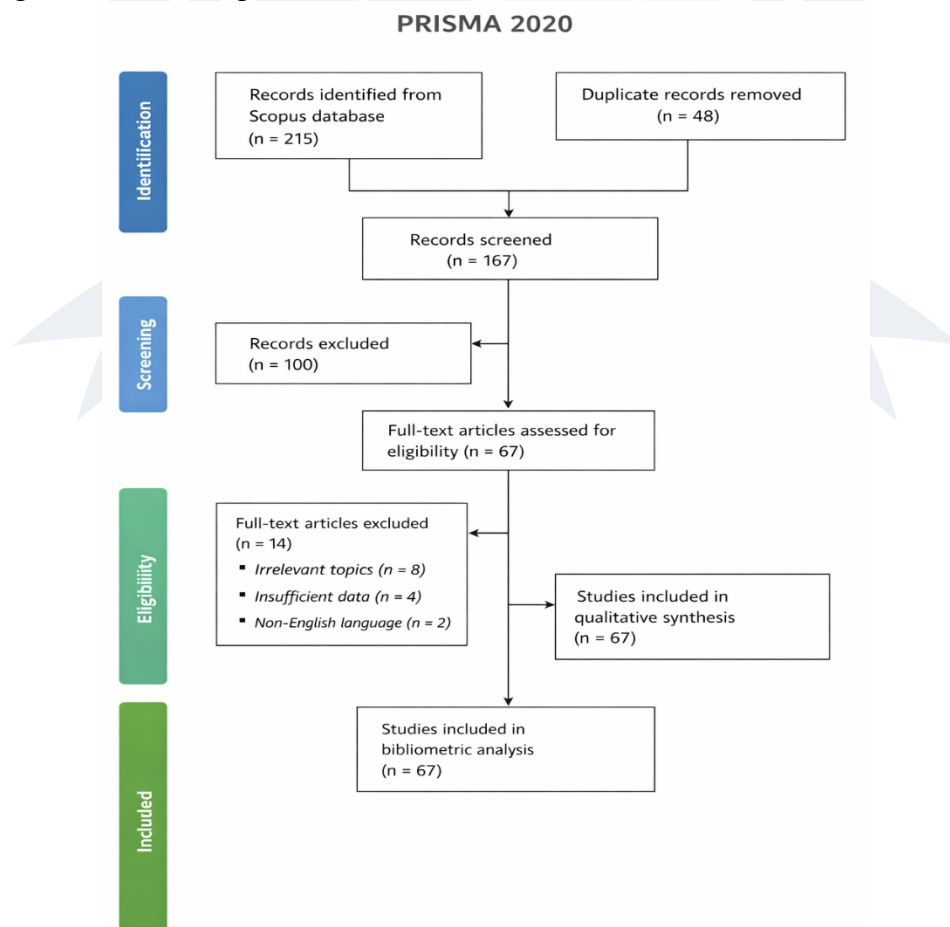 PRISMA 2020
Identiiication
Records identified from
Scopus database
(n = 215)
Duplicate records removed
(n = 48)
Records screened
(n = 167)
Screening
Records excluded
(n = 100)
Full-text articles assessed for
eligibility (n = 67)
Eligibiiity
Full-text articles excluded
(n = 14)
▪ Irrelevant topics (n = 8)
▪ Insufficient data (n = 4)
▪ Non-English language (n = 2)
Studies included in
qualitative synthesis
(n = 67)
Included
Studies included in
bibliometric analysis
(n = 67)